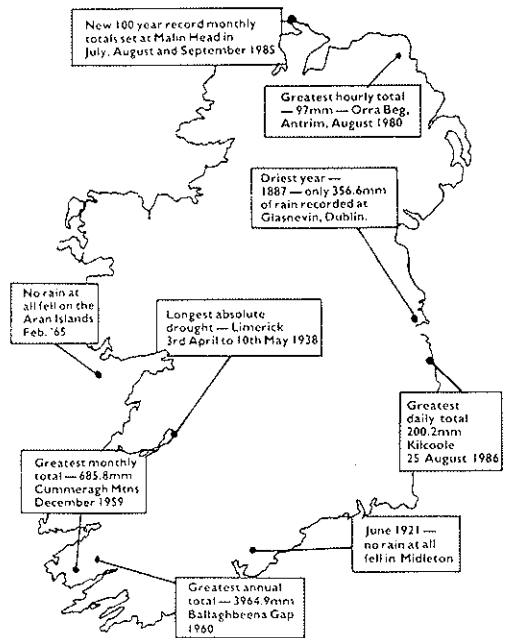 New 100 year record monthly
totals set at Malin Head in
July, August and September 1985
Greatest hourly total
— 97mm — Orra Beg,
Antrim, August 1980
Driest year —
1887 — only 356.6mm
of rain recorded at
Glasnevin, Dublin.
No rain at
all fell on the
Aran Islands
Feb. '65
Longest absolute
drought — Limerick
3rd April to 10th May 1938
Greatest
daily total
200.2mm
Kilcoole
25 August 1986
Greatest monthly
total — 685.8mm
Cummeragh Mtns
December 1959
June 1921 —
no rain at all
fell in Midleton
Greatest annual
total — 3964.9mm
Ballaghbeena Gap
1960